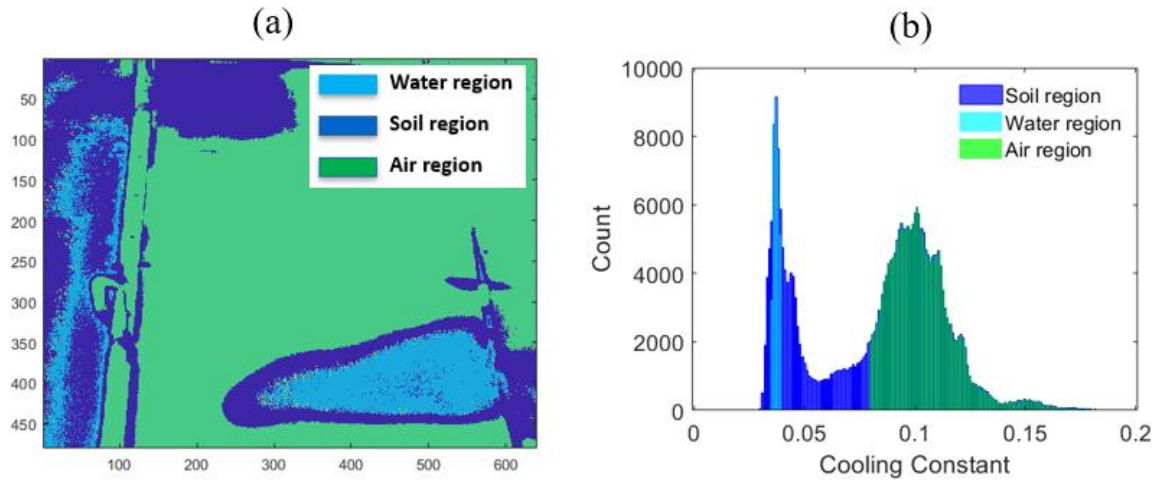 (a)
Water region
Soil region
Air region
50
100
150
200
250
300
350
400
450
100
200
300
400
500
600
(b)
10000
8000
6000
4000
2000
0
Count
Soil region
Water region
Air region
0
0.05
0.1
0.15
0.2
Cooling Constant